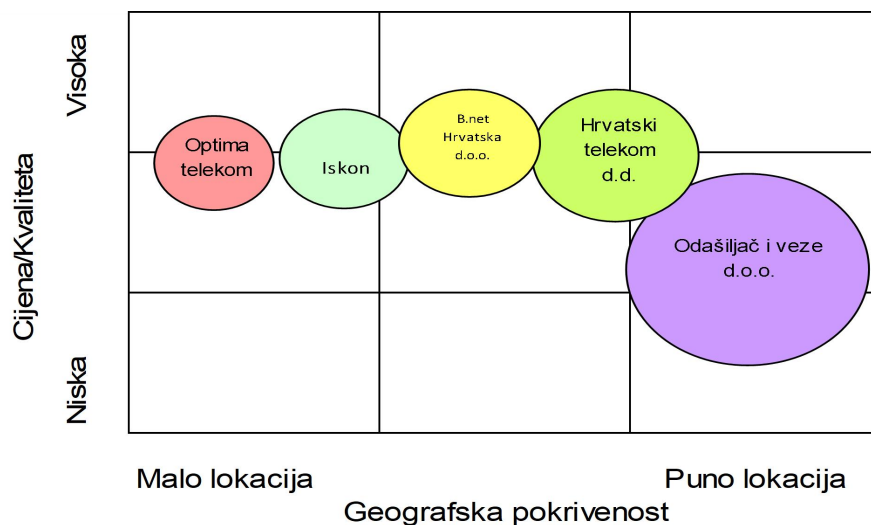 Visoka
Cijena/Kvaliteta
Niska
Optima
telekom
Iskon
B.net
Hrvatska
d.o.o.
Hrvatski
telekom
d.d.
Odašiljač i veze
d.o.o.
Malo lokacija
Puno lokacija
Geografska pokrivenost